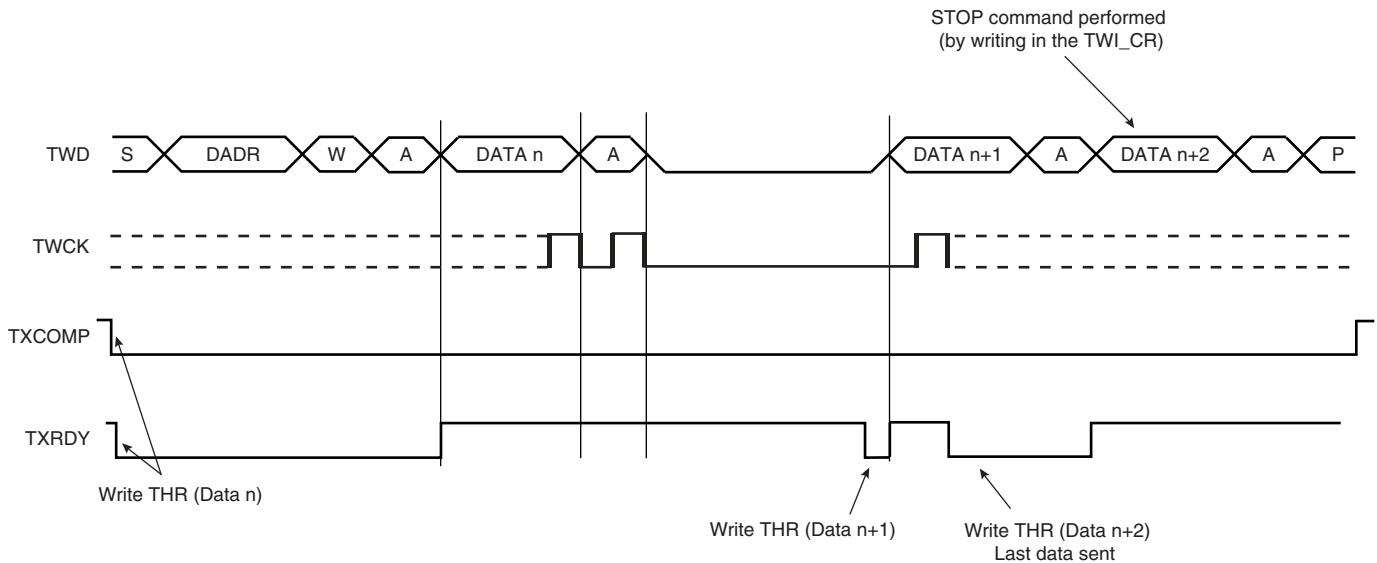 STOP command performed
(by writing in the TWI_CR)
TWD S DADR W A DATA n A DATA n+1 A DATA n+2 A P
TWCK
TXCOMP
TXRDY
Write THR (Data n)
Write THR (Data n+1)
Write THR (Data n+2)
Last data sent